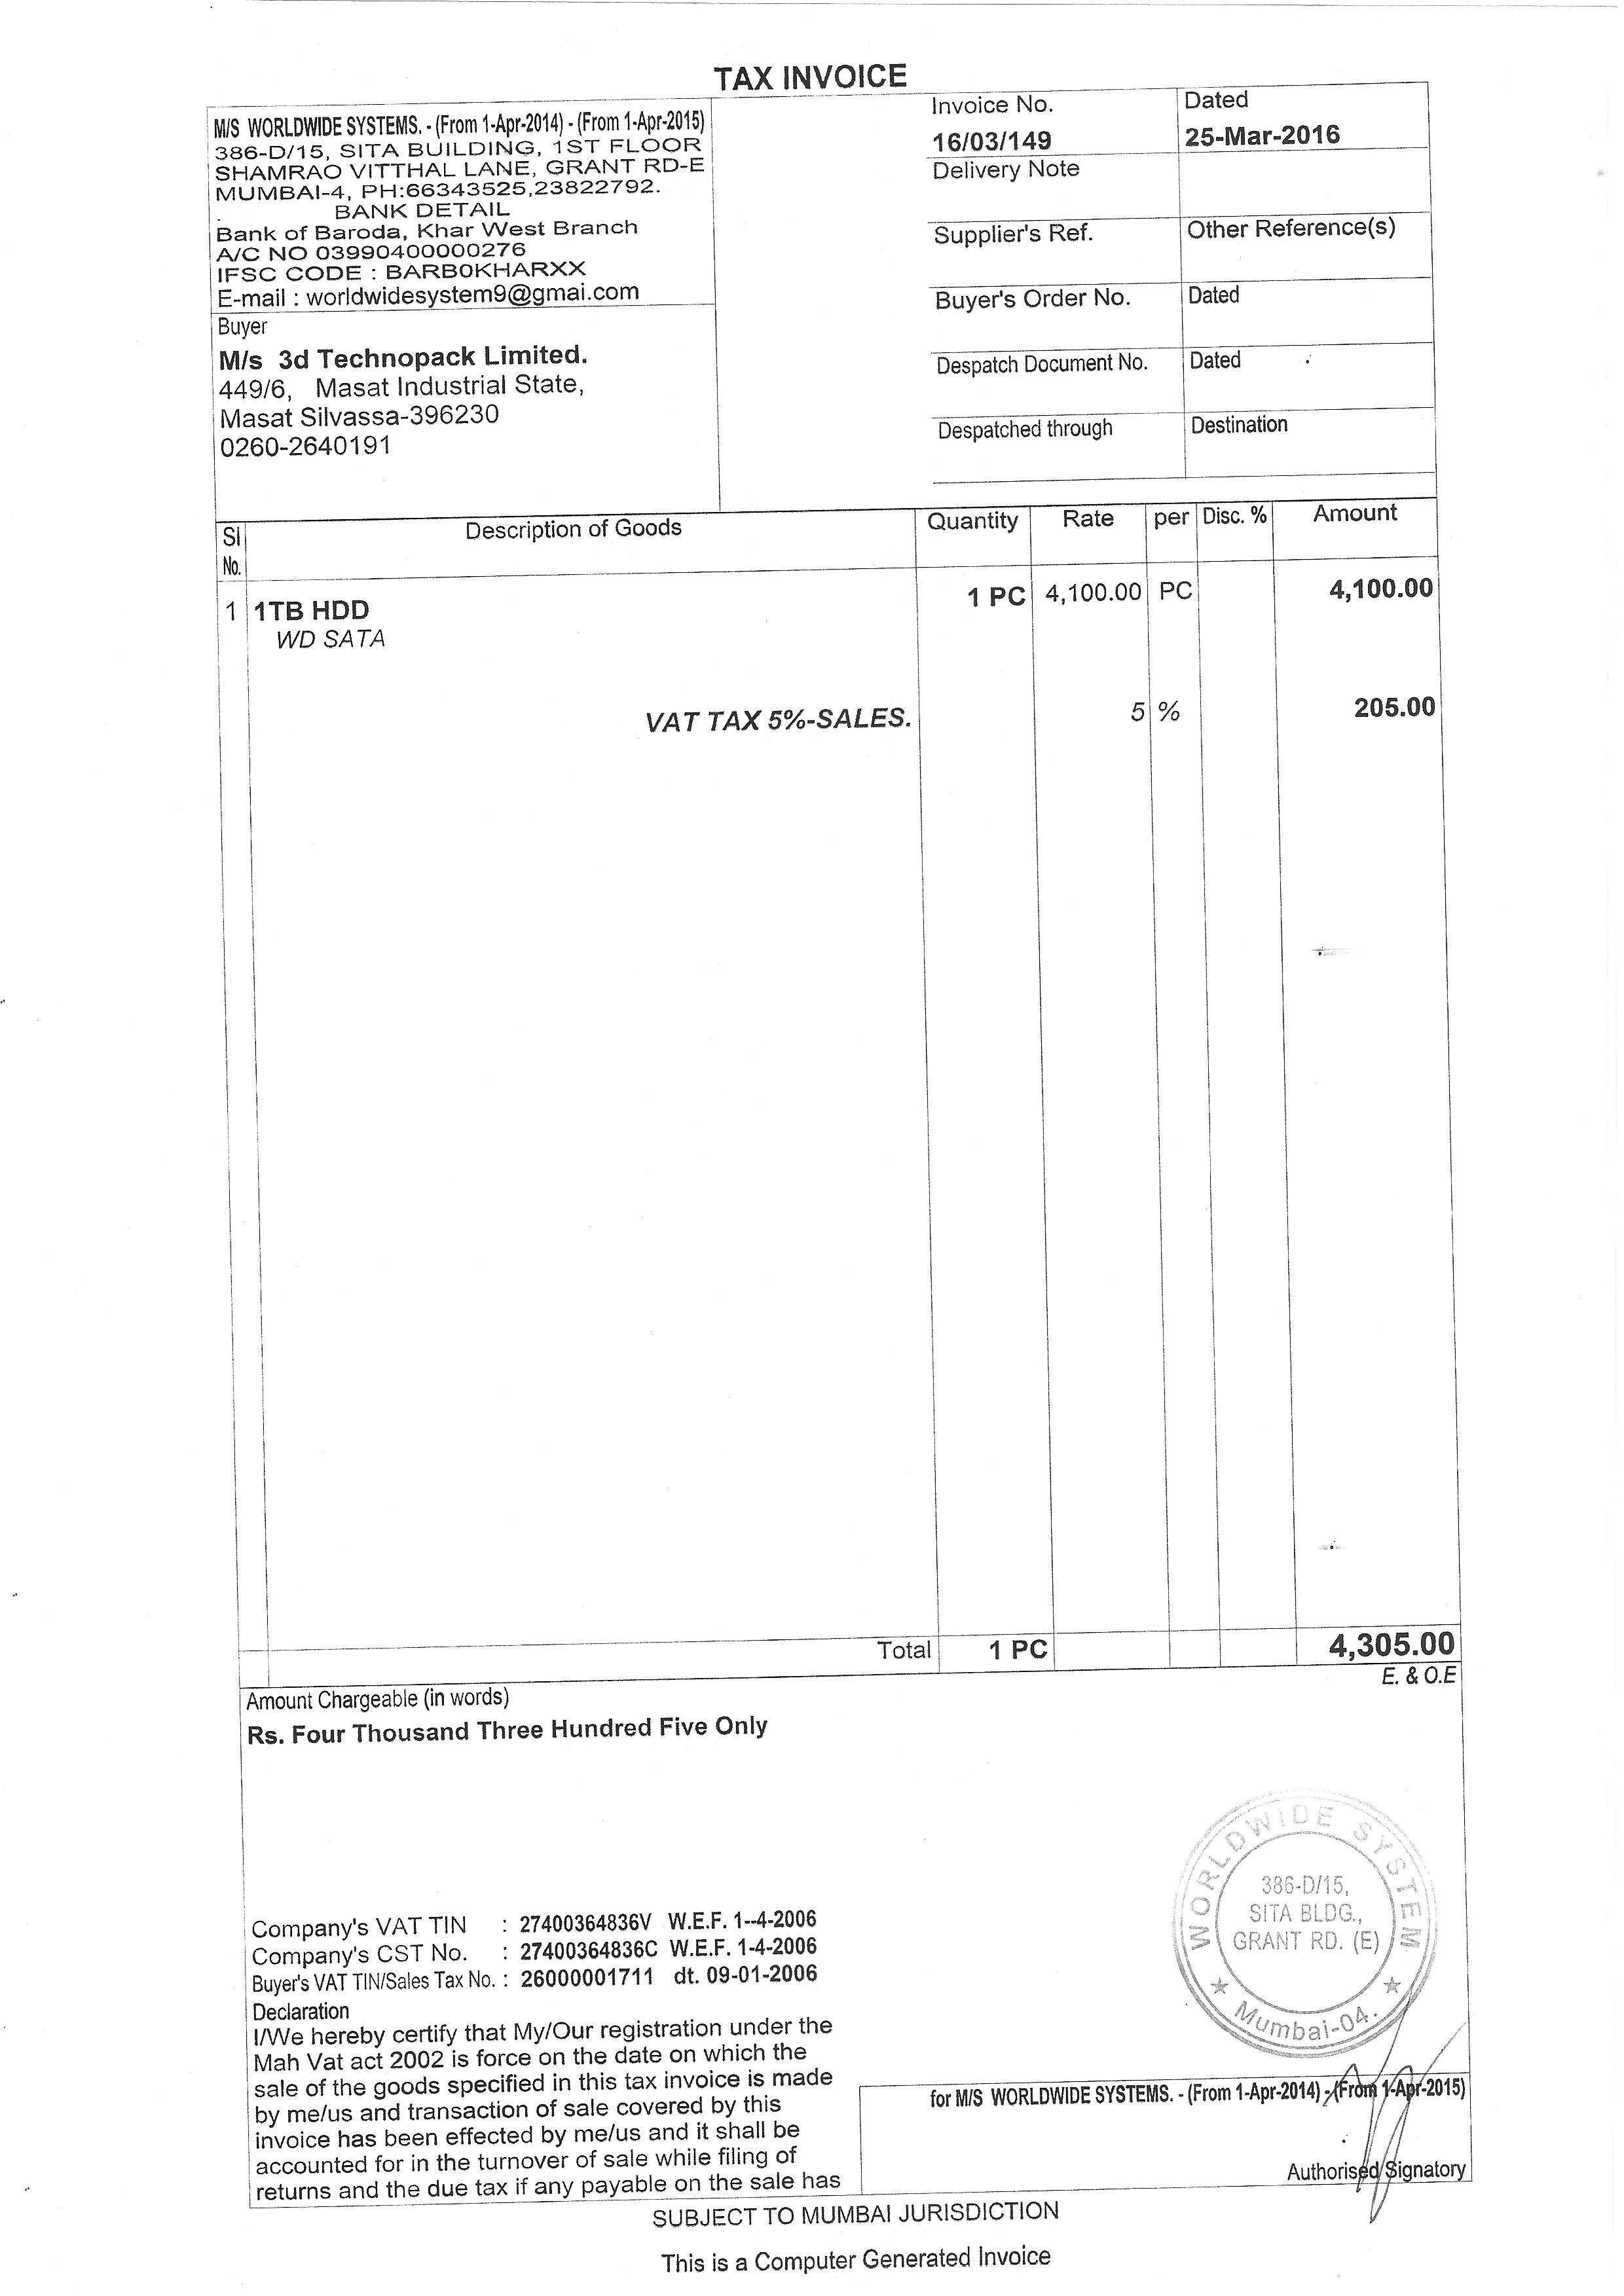 TAX INVOICE
M/S WORLDWIDE SYSTEMS. - (From 1-Apr-2014) - (From 1-Apr-2015)
386-D/15, SITA BUILDING, 1ST FLOOR
SHAMRAO VITTHAL LANE, GRANT RD-E
MUMBAI-4, PH:66343525,23822792.
. BANK DETAIL
Bank of Baroda, Khar West Branch
A/C NO 03990400000276
IFSC CODE : BARB0KHARXX
E-mail : worldwidesystem9@gmai.com
Invoice No. Dated
16/03/149 25-Mar-2016
Delivery Note
Supplier's Ref. Other Reference(s)
Buyer's Order No. Dated
Despatch Document No. Dated
Despatched through Destination
Buyer
M/s 3d Technopack Limited.
449/6, Masat Industrial State,
Masat Silvassa-396230
0260-2640191
Sl No. Description of Goods Quantity Rate per Disc. % Amount
1 1TB HDD 1 PC 4,100.00 PC 4,100.00
WD SATA
VAT TAX 5%-SALES. 5 % 205.00
Total 1 PC 4,305.00
E. & O.E
Amount Chargeable (in words)
Rs. Four Thousand Three Hundred Five Only
WORLDWIDE SYSTEM
386-D/15,
SITA BLDG.,
GRANT RD. (E)
★ Mumbai-04. ★
Company's VAT TIN : 27400364836V W.E.F. 1--4-2006
Company's CST No. : 27400364836C W.E.F. 1-4-2006
Buyer's VAT TIN/Sales Tax No. : 26000001711 dt. 09-01-2006
Declaration
I/We hereby certify that My/Our registration under the
Mah Vat act 2002 is force on the date on which the
sale of the goods specified in this tax invoice is made
by me/us and transaction of sale covered by this
invoice has been effected by me/us and it shall be
accounted for in the turnover of sale while filing of
returns and the due tax if any payable on the sale has
for M/S WORLDWIDE SYSTEMS. - (From 1-Apr-2014) - (From 1-Apr-2015)
Authorised Signatory
SUBJECT TO MUMBAI JURISDICTION
This is a Computer Generated Invoice